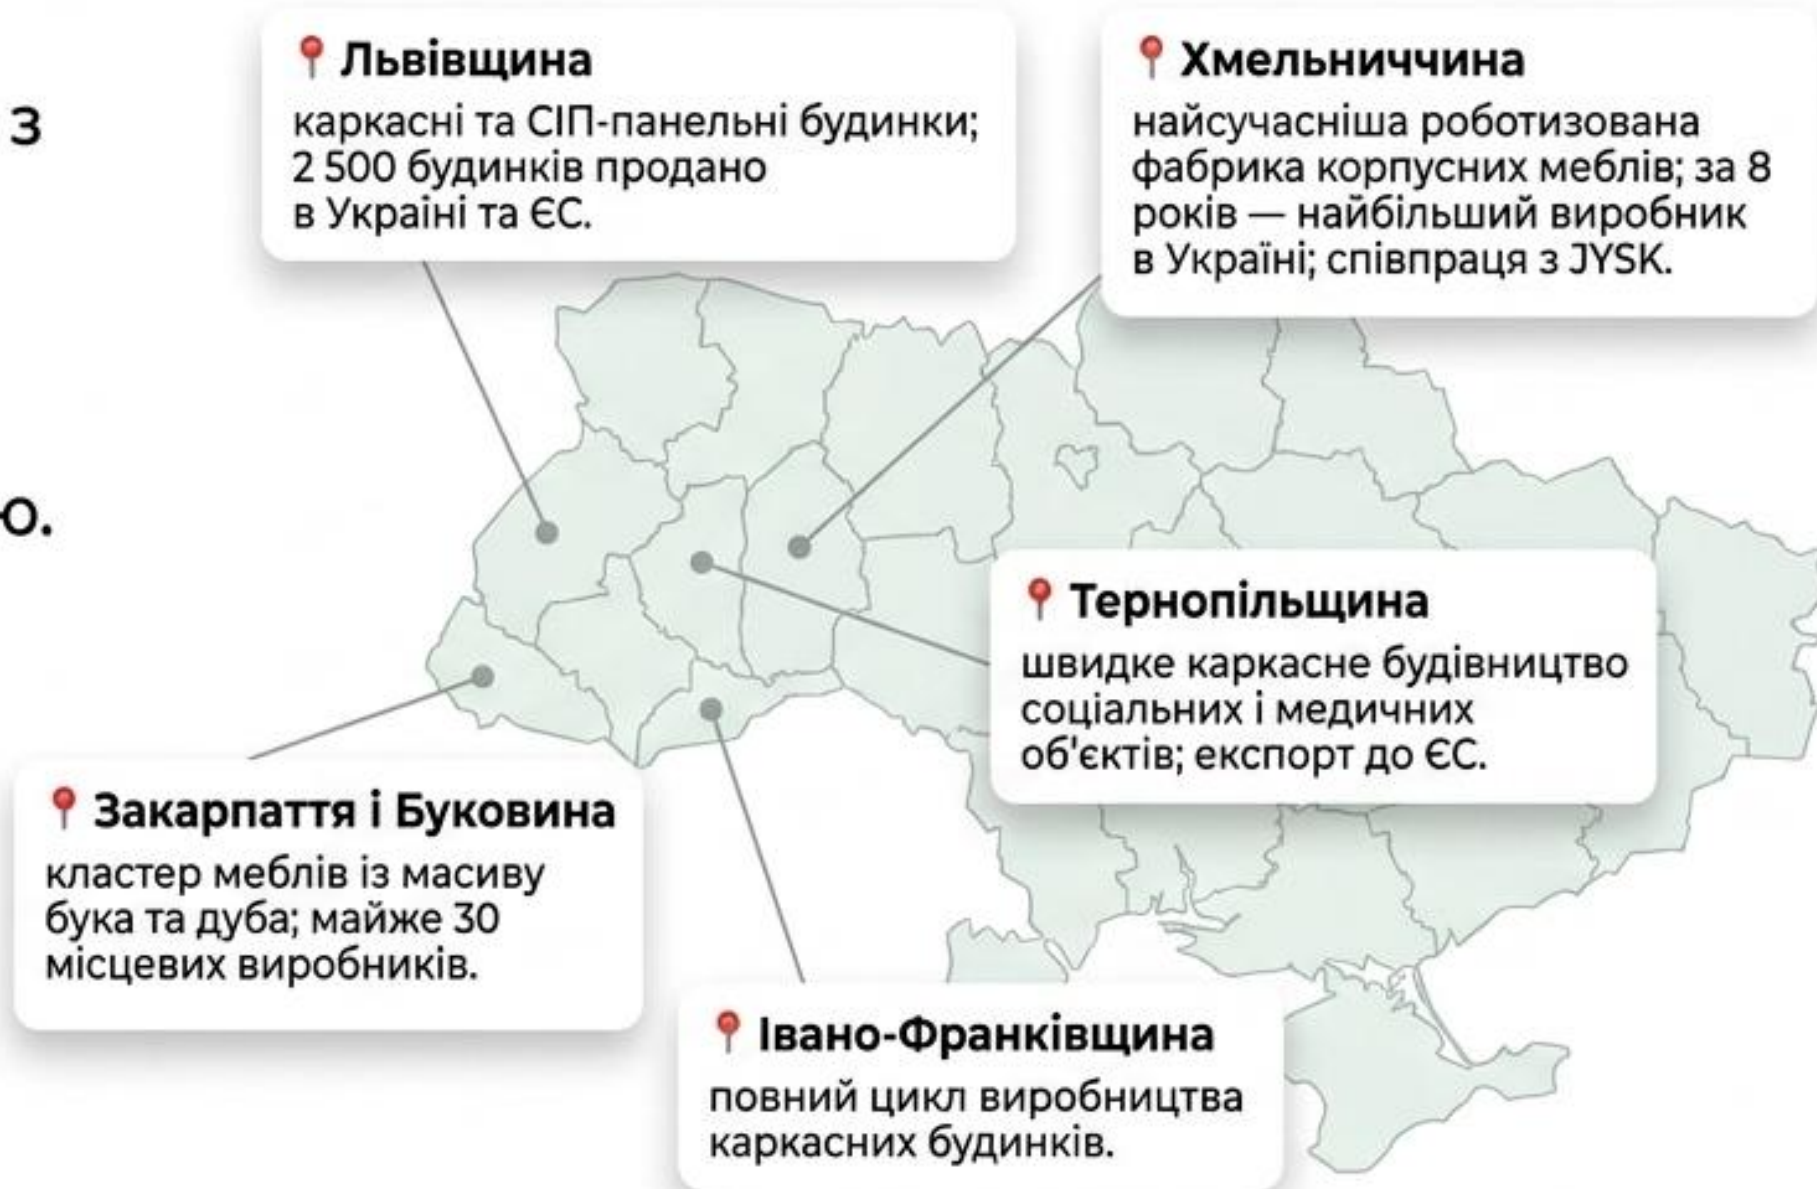 з
ю.
Львівщина
каркасні та СІП-панельні будинки;
2 500 будинків продано
в Україні та ЄС.
Хмельниччина
найсучасніша роботизована
фабрика корпусних меблів; за 8
років — найбільший виробник
в Україні; співпраця з JYSK.
Тернопільщина
швидке каркасне будівництво
соціальних і медичних
об'єктів; експорт до ЄС.
Закарпаття і Буковина
кластер меблів із масиву
бука та дуба; майже 30
місцевих виробників.
Івано-Франківщина
повний цикл виробництва
каркасних будинків.